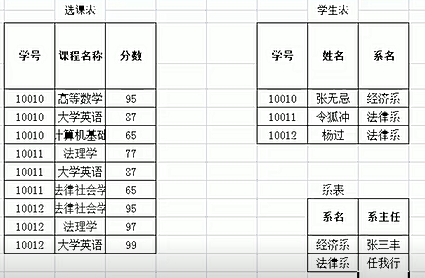 选课表
学号 课程名称 分数
10010 高等数学 95
10010 大学英语 87
10010 计算机基础 65
10011 法理学 77
10011 大学英语 87
10011 法律社会学 65
10012 法律社会学 95
10012 法理学 97
10012 大学英语 99
学生表
学号 姓名 系名
10010 张无忌 经济系
10011 令狐冲 法律系
10012 杨过 法律系
系表
系名 系主任
经济系 张三丰
法律系 任我行